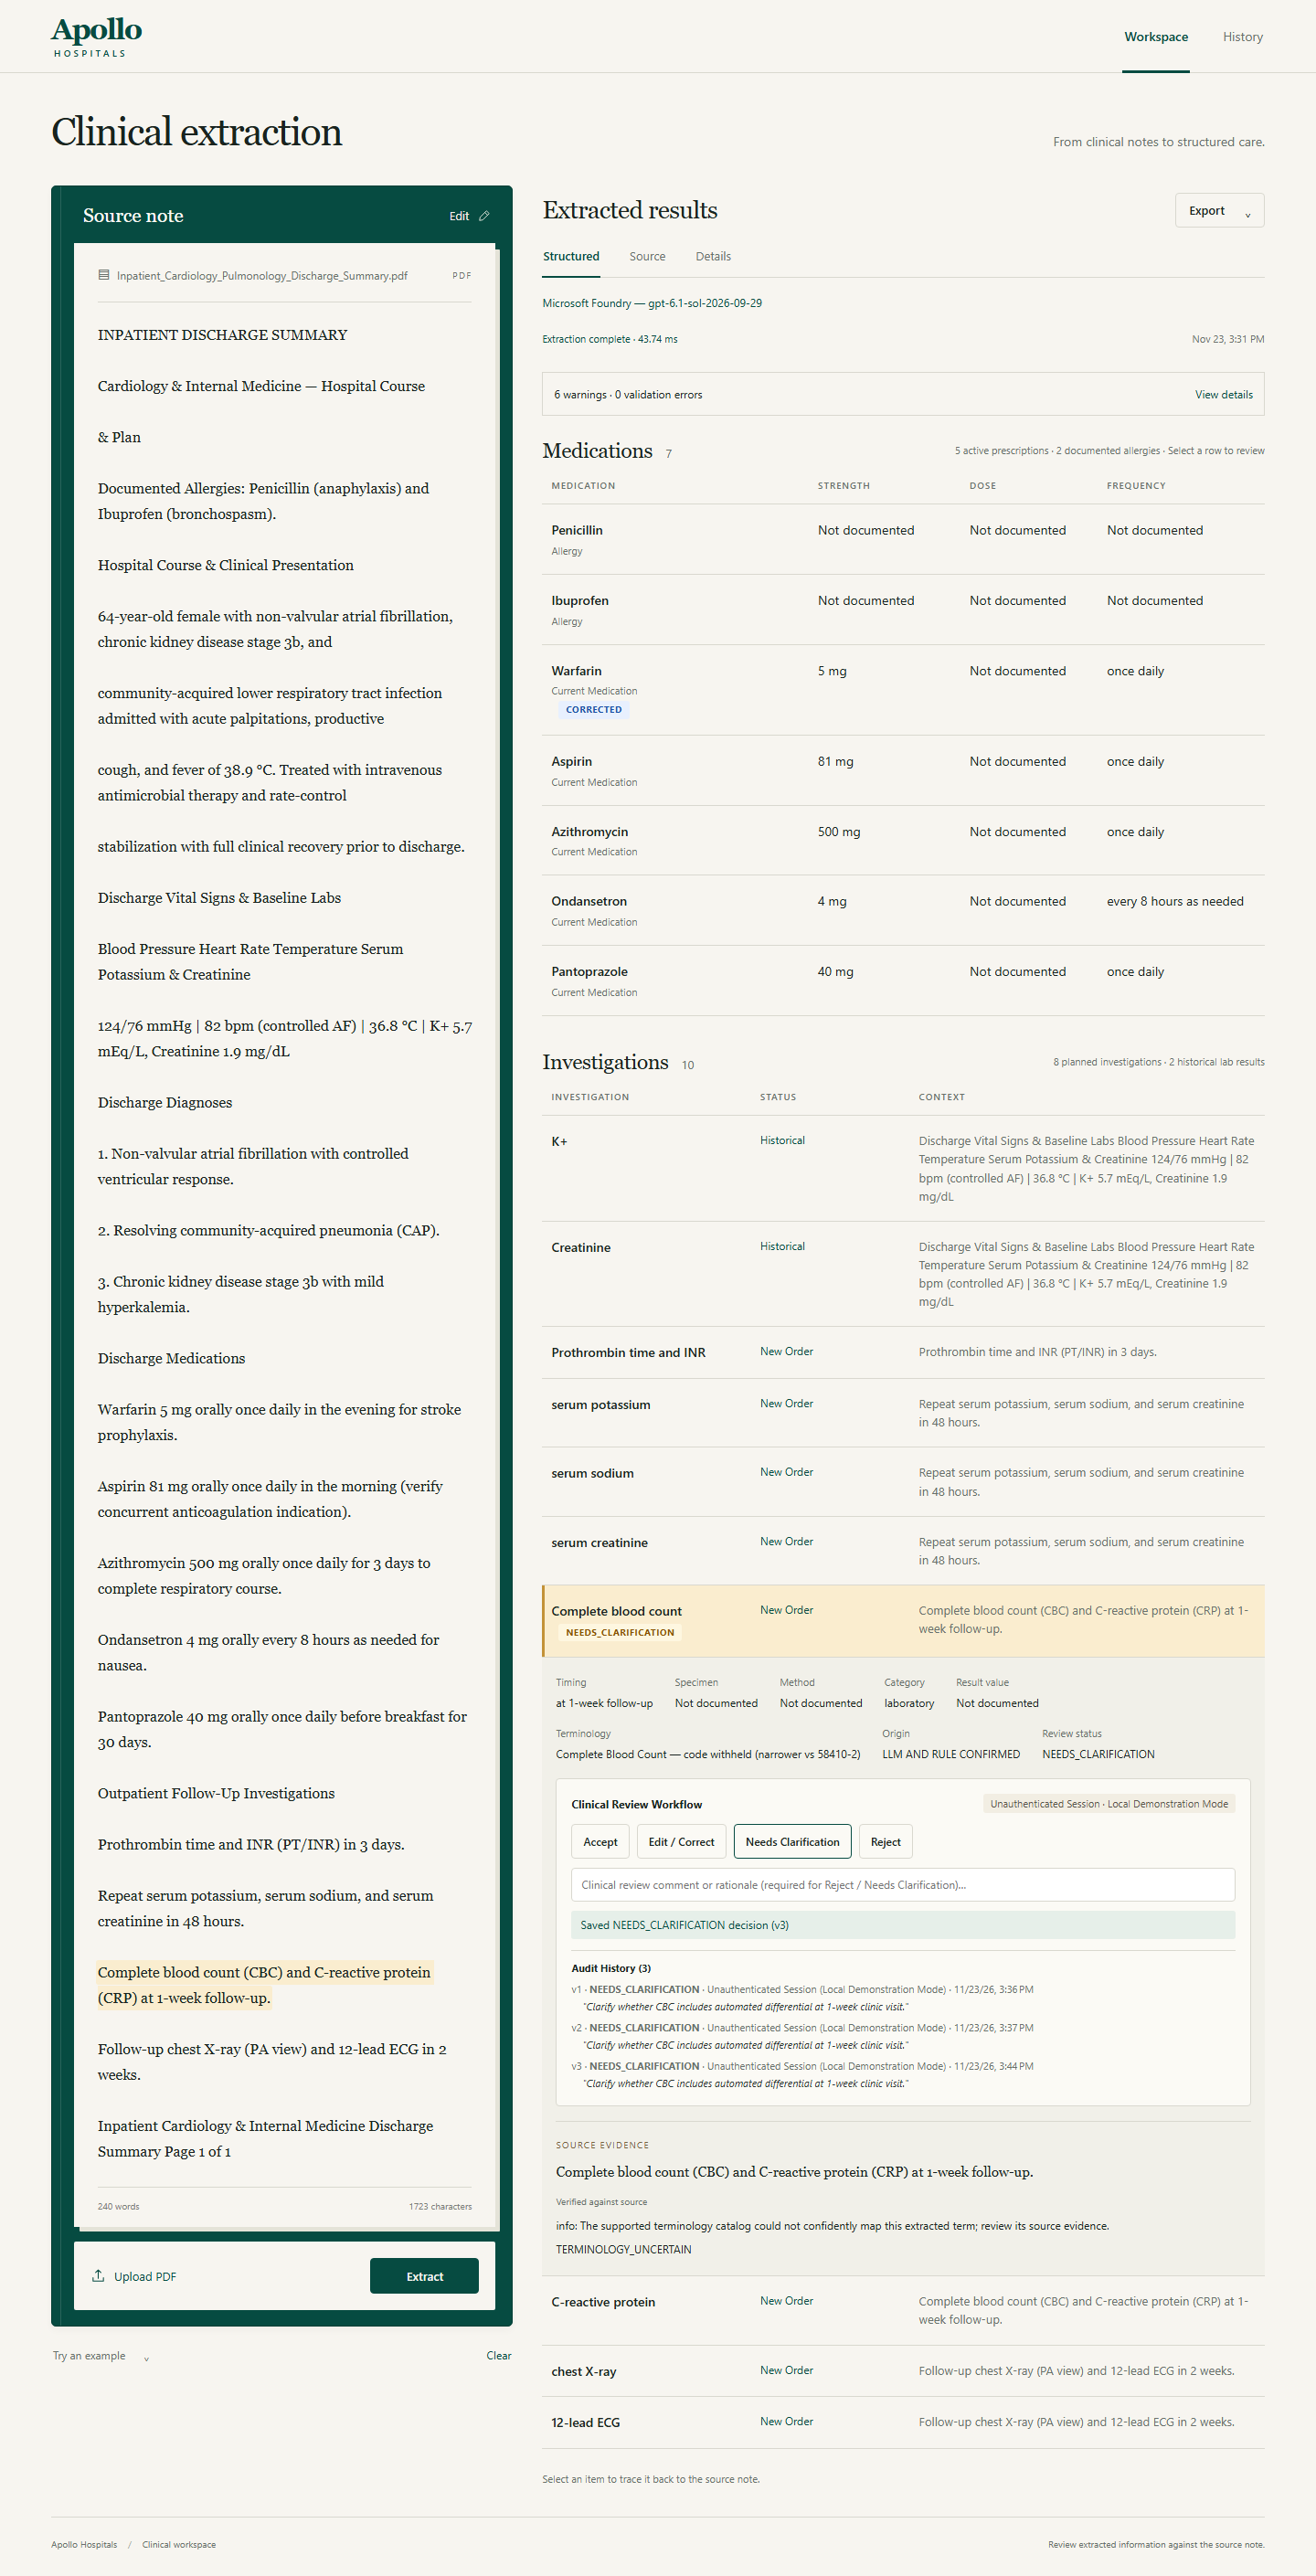 Apollo
HOSPITALS
Workspace
History
Clinical extraction
From clinical notes to structured care.
Source note
Edit
Inpatient_Cardiology_Pulmonology_Discharge_Summary.pdf
PDF
INPATIENT DISCHARGE SUMMARY
Cardiology & Internal Medicine — Hospital Course
& Plan
Documented Allergies: Penicillin (anaphylaxis) and
Ibuprofen (bronchospasm).
Hospital Course & Clinical Presentation
64-year-old female with non-valvular atrial fibrillation,
chronic kidney disease stage 3b, and
community-acquired lower respiratory tract infection
admitted with acute palpitations, productive
cough, and fever of 38.9 °C. Treated with intravenous
antimicrobial therapy and rate-control
stabilization with full clinical recovery prior to discharge.
Discharge Vital Signs & Baseline Labs
Blood Pressure Heart Rate Temperature Serum
Potassium & Creatinine
124/76 mmHg | 82 bpm (controlled AF) | 36.8 °C | K+ 5.7
mEq/L, Creatinine 1.9 mg/dL
Discharge Diagnoses
1. Non-valvular atrial fibrillation with controlled
ventricular response.
2. Resolving community-acquired pneumonia (CAP).
3. Chronic kidney disease stage 3b with mild
hyperkalemia.
Discharge Medications
Warfarin 5 mg orally once daily in the evening for stroke
prophylaxis.
Aspirin 81 mg orally once daily in the morning (verify
concurrent anticoagulation indication).
Azithromycin 500 mg orally once daily for 3 days to
complete respiratory course.
Ondansetron 4 mg orally every 8 hours as needed for
nausea.
Pantoprazole 40 mg orally once daily before breakfast for
30 days.
Outpatient Follow-Up Investigations
Prothrombin time and INR (PT/INR) in 3 days.
Repeat serum potassium, serum sodium, and serum
creatinine in 48 hours.
Complete blood count (CBC) and C-reactive protein
(CRP) at 1-week follow-up.
Follow-up chest X-ray (PA view) and 12-lead ECG in 2
weeks.
Inpatient Cardiology & Internal Medicine Discharge
Summary Page 1 of 1
240 words
1723 characters
Upload PDF
Extract
Try an example
Clear
Extracted results
Export
Structured
Source
Details
Microsoft Foundry — gpt-6.1-sol-2026-09-29
Extraction complete · 43.74 ms
Nov 23, 3:31 PM
6 warnings · 0 validation errors
View details
Medications 7
5 active prescriptions · 2 documented allergies · Select a row to review
MEDICATION STRENGTH DOSE FREQUENCY
Penicillin Not documented Not documented Not documented
Allergy
Ibuprofen Not documented Not documented Not documented
Allergy
Warfarin 5 mg Not documented once daily
Current Medication
CORRECTED
Aspirin 81 mg Not documented once daily
Current Medication
Azithromycin 500 mg Not documented once daily
Current Medication
Ondansetron 4 mg Not documented every 8 hours as needed
Current Medication
Pantoprazole 40 mg Not documented once daily
Current Medication
Investigations 10
8 planned investigations · 2 historical lab results
INVESTIGATION STATUS CONTEXT
K+ Historical Discharge Vital Signs & Baseline Labs Blood Pressure Heart Rate
Temperature Serum Potassium & Creatinine 124/76 mmHg | 82
bpm (controlled AF) | 36.8 °C | K+ 5.7 mEq/L, Creatinine 1.9
mg/dL
Creatinine Historical Discharge Vital Signs & Baseline Labs Blood Pressure Heart Rate
Temperature Serum Potassium & Creatinine 124/76 mmHg | 82
bpm (controlled AF) | 36.8 °C | K+ 5.7 mEq/L, Creatinine 1.9
mg/dL
Prothrombin time and INR New Order Prothrombin time and INR (PT/INR) in 3 days.
serum potassium New Order Repeat serum potassium, serum sodium, and serum creatinine
in 48 hours.
serum sodium New Order Repeat serum potassium, serum sodium, and serum creatinine
in 48 hours.
serum creatinine New Order Repeat serum potassium, serum sodium, and serum creatinine
in 48 hours.
Complete blood count New Order Complete blood count (CBC) and C-reactive protein (CRP) at 1-
week follow-up.
NEEDS_CLARIFICATION
Timing Specimen Method Category Result value
at 1-week follow-up Not documented Not documented laboratory Not documented
Terminology Origin Review status
Complete Blood Count — code withheld (narrower vs 58410-2) LLM AND RULE CONFIRMED NEEDS_CLARIFICATION
Clinical Review Workflow
Unauthenticated Session · Local Demonstration Mode
Accept
Edit / Correct
Needs Clarification
Reject
Clinical review comment or rationale (required for Reject / Needs Clarification)...
Saved NEEDS_CLARIFICATION decision (v3)
Audit History (3)
v1 · NEEDS_CLARIFICATION · Unauthenticated Session (Local Demonstration Mode) · 11/23/26, 3:36 PM
"Clarify whether CBC includes automated differential at 1-week clinic visit."
v2 · NEEDS_CLARIFICATION · Unauthenticated Session (Local Demonstration Mode) · 11/23/26, 3:37 PM
"Clarify whether CBC includes automated differential at 1-week clinic visit."
v3 · NEEDS_CLARIFICATION · Unauthenticated Session (Local Demonstration Mode) · 11/23/26, 3:44 PM
"Clarify whether CBC includes automated differential at 1-week clinic visit."
SOURCE EVIDENCE
Complete blood count (CBC) and C-reactive protein (CRP) at 1-week follow-up.
Verified against source
info: The supported terminology catalog could not confidently map this extracted term; review its source evidence.
TERMINOLOGY_UNCERTAIN
C-reactive protein New Order Complete blood count (CBC) and C-reactive protein (CRP) at 1-
week follow-up.
chest X-ray New Order Follow-up chest X-ray (PA view) and 12-lead ECG in 2 weeks.
12-lead ECG New Order Follow-up chest X-ray (PA view) and 12-lead ECG in 2 weeks.
Select an item to trace it back to the source note.
Apollo Hospitals / Clinical workspace
Review extracted information against the source note.